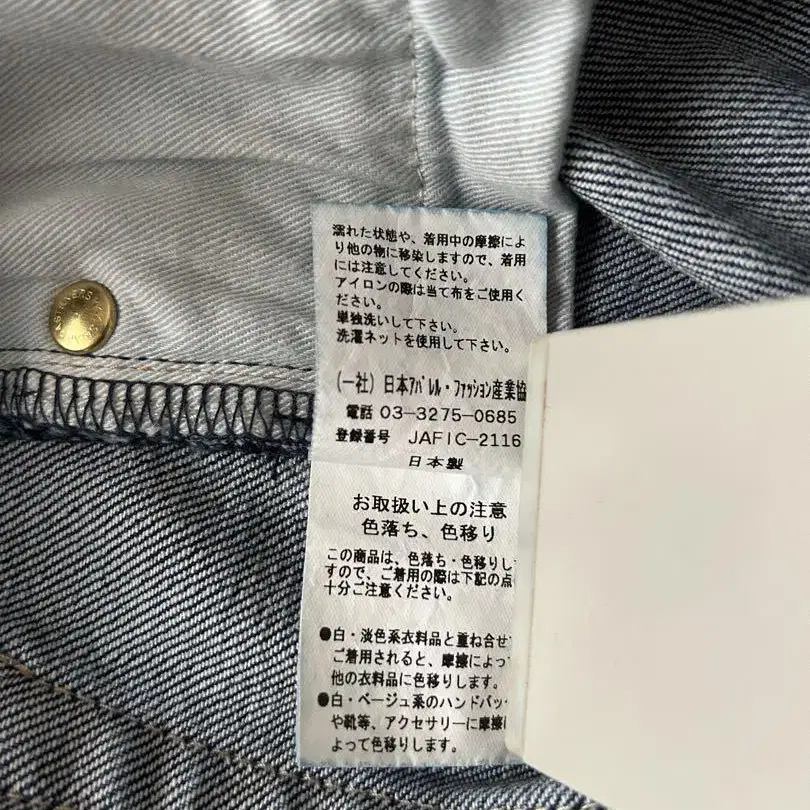 濡れた状態や、着用中の摩擦によ
り他の物に移染しますので、着用
には注意してください。
アイロンの際は当て布をご使用く
ださい。
単独洗いして下さい。
洗濯ネットを使用して下さい。
(一社)日本ｱﾊﾟﾚﾙ・ﾌｧｯｼｮﾝ産業協
電話 03-3275-0685
登録番号 JAFIC-2116
日本製
お取扱い上の注意
色落ち、色移り
この商品は、色落ち・色移りし
すので、ご着用の際は下記の点
十分ご注意ください。
●白・淡色系衣料品と重ね合せ
ご着用されると、摩擦によっ
他の衣料品に色移りします。
●白・ベージュ系のハンドバッ
や靴等、アクセサリーに摩擦
よって色移りします。